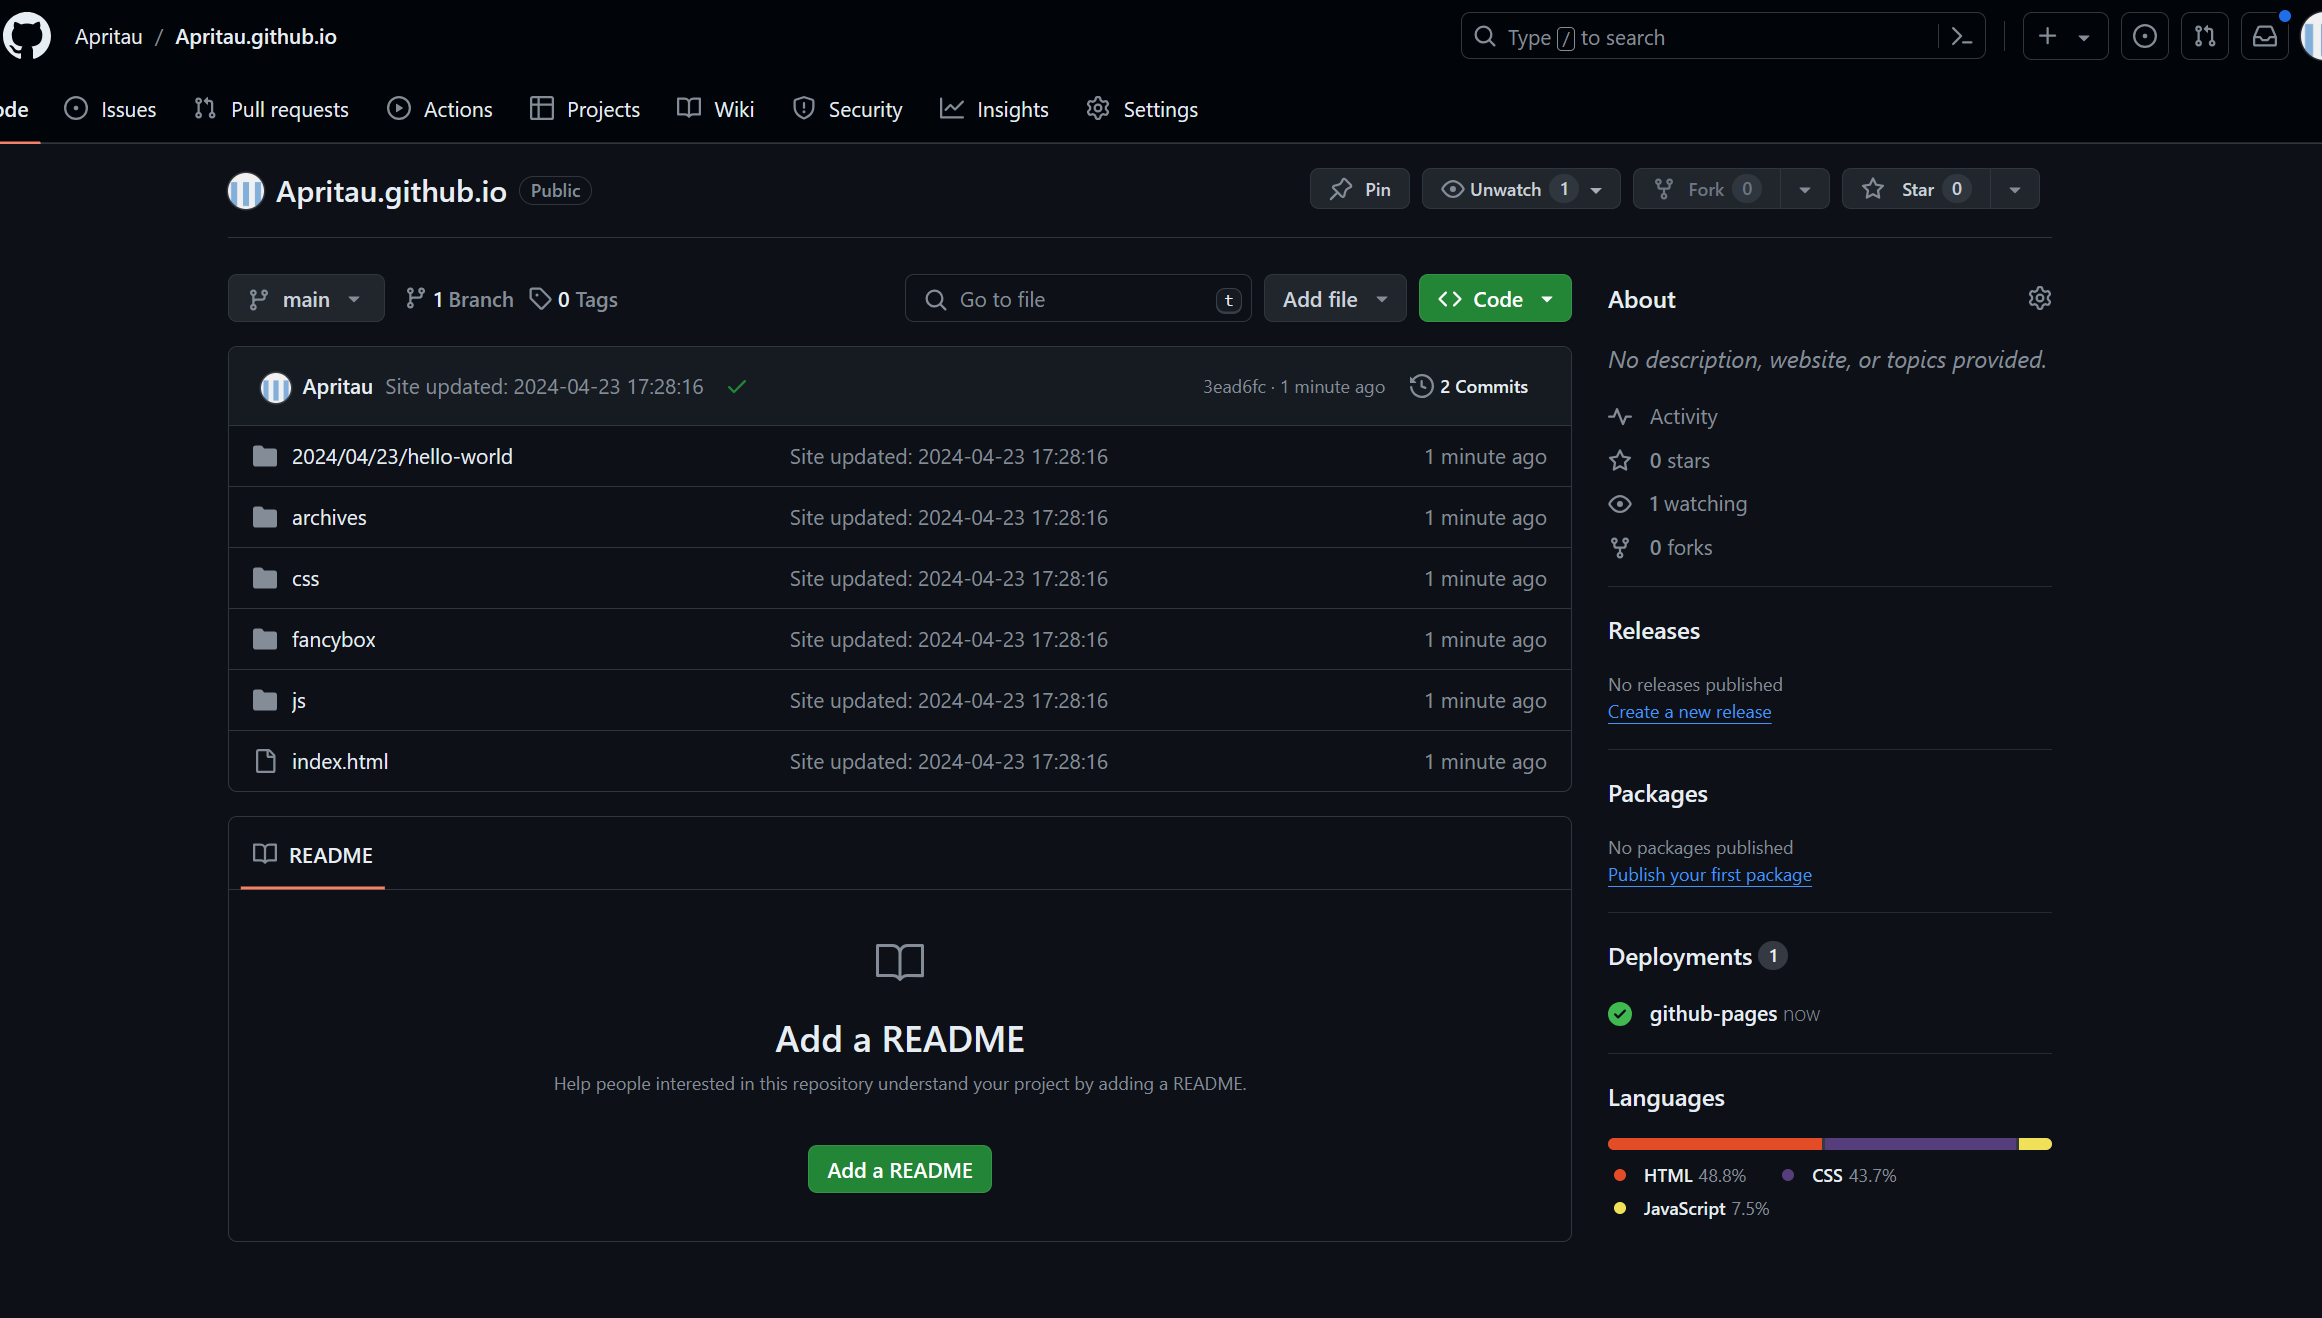 Apritau / Apritau.github.io
Type / to search
ode Issues Pull requests Actions Projects Wiki Security Insights Settings
Apritau.github.io Public
Pin Unwatch 1 Fork 0 Star 0
main 1 Branch 0 Tags Go to file t Add file Code
Apritau Site updated: 2024-04-23 17:28:16 3ead6fc · 1 minute ago 2 Commits
2024/04/23/hello-world Site updated: 2024-04-23 17:28:16 1 minute ago
archives Site updated: 2024-04-23 17:28:16 1 minute ago
css Site updated: 2024-04-23 17:28:16 1 minute ago
fancybox Site updated: 2024-04-23 17:28:16 1 minute ago
js Site updated: 2024-04-23 17:28:16 1 minute ago
index.html Site updated: 2024-04-23 17:28:16 1 minute ago
README
Add a README
Help people interested in this repository understand your project by adding a README.
Add a README
About
No description, website, or topics provided.
Activity
0 stars
1 watching
0 forks
Releases
No releases published
Create a new release
Packages
No packages published
Publish your first package
Deployments 1
github-pages now
Languages
HTML 48.8% CSS 43.7%
JavaScript 7.5%